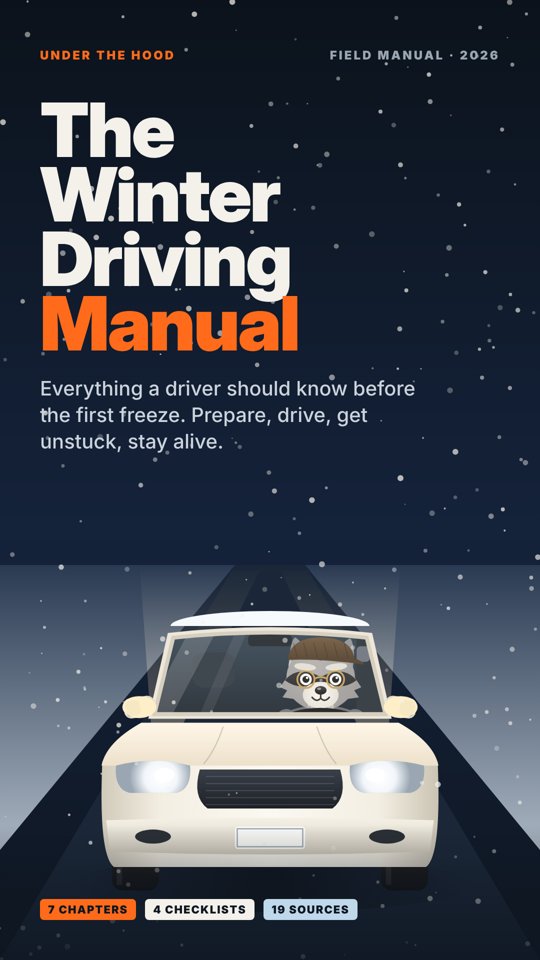 UNDER THE HOOD
FIELD MANUAL · 2026
The
Winter
Driving
Manual
Everything a driver should know before
the first freeze. Prepare, drive, get
unstuck, stay alive.
7 CHAPTERS
4 CHECKLISTS
19 SOURCES